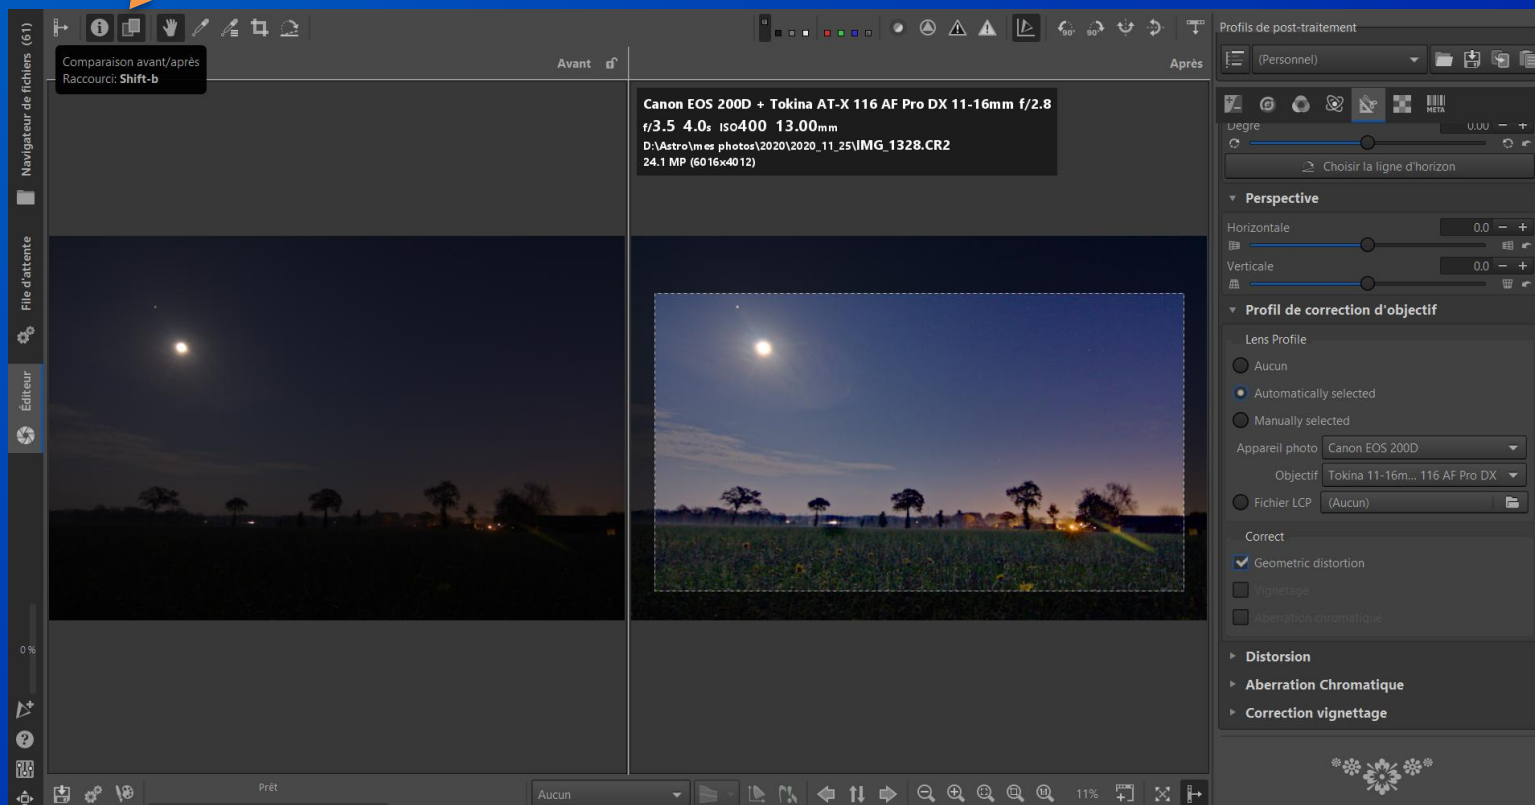 Navigateur de fichiers (61)
File d'attente
Éditeur
0 %
Comparaison avant/après
Raccourci: Shift-b
Avant
Après
90°
90°
Canon EOS 200D + Tokina AT-X 116 AF Pro DX 11-16mm f/2.8
f/3.5 4.0s ISO400 13.00mm
D:\Astro\mes photos\2020\2020_11_25\IMG_1328.CR2
24.1 MP (6016x4012)
Profils de post-traitement
(Personnel)
META
Degré 0.00
Choisir la ligne d'horizon
Perspective
Horizontale 0.0
Verticale 0.0
Profil de correction d'objectif
Lens Profile
Aucun
Automatically selected
Manually selected
Appareil photo Canon EOS 200D
Objectif Tokina 11-16m... 116 AF Pro DX
Fichier LCP (Aucun)
Correct
Geometric distortion
Vignetage
Aberration chromatique
Distorsion
Aberration Chromatique
Correction vignettage
Prêt
Aucun
11%